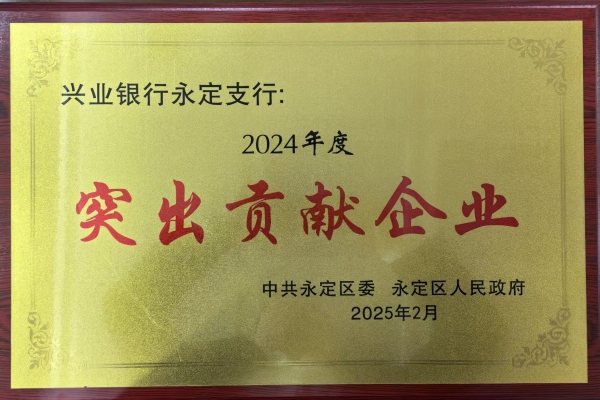 兴业银行永定支行:
2024年度
突出贡献企业
中共永定区委 永定区人民政府
2025年2月